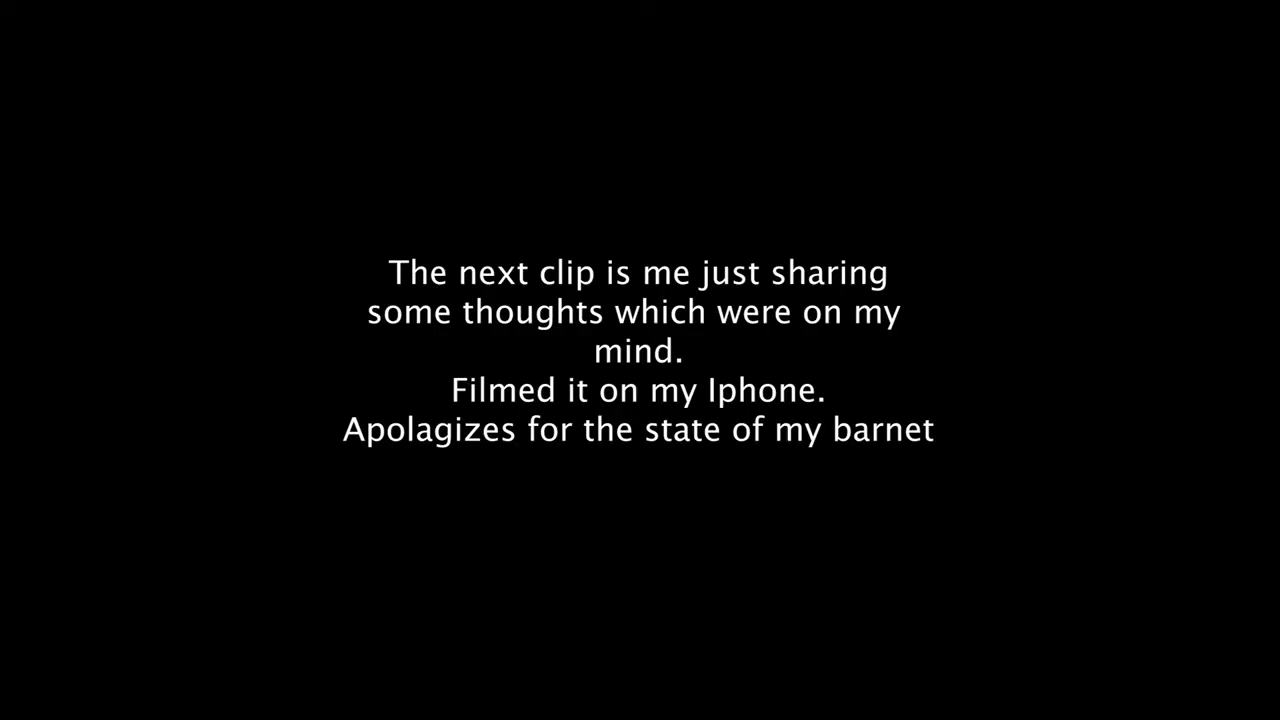 The next clip is me just sharing
some thoughts which were on my
mind.
Filmed it on my Iphone.
Apolagizes for the state of my barnet